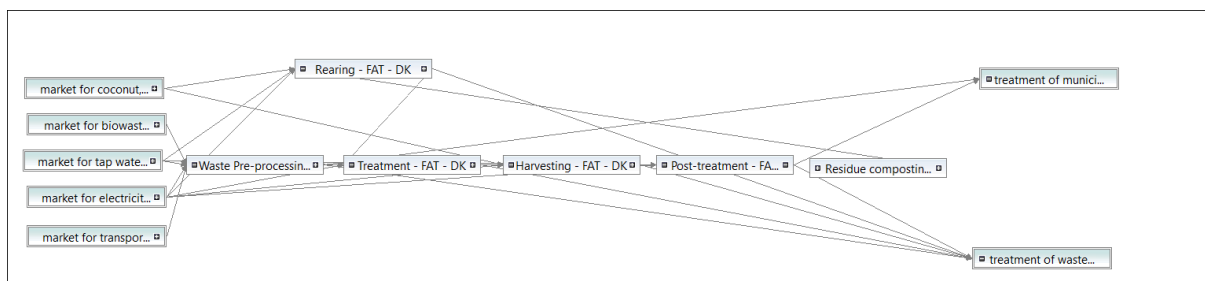 Rearing - FAT - DK
treatment of munici...
market for coconut,...
market for biowast...
market for tap wate...
Waste Pre-processin...
Treatment - FAT - DK
Harvesting - FAT - DK
Post-treatment - FA...
Residue compostin...
market for electricit...
market for transpor...
treatment of waste...